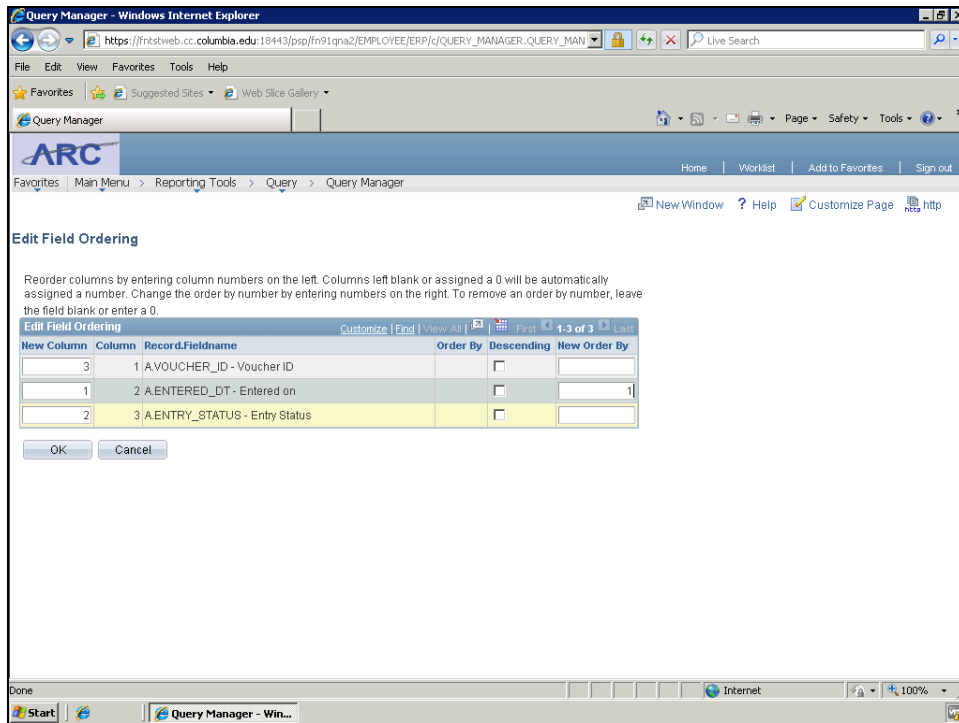 Query Manager - Windows Internet Explorer
https://fntstweb.cc.columbia.edu:18443/psp/fn91qna2/EMPLOYEE/ERP/c/QUERY_MANAGER.QUERY_MAN
Live Search
File Edit View Favorites Tools Help
Favorites Suggested Sites Web Slice Gallery
Query Manager Page Safety Tools
ARC
Home | Worklist | Add to Favorites | Sign out
Favorites Main Menu > Reporting Tools > Query > Query Manager
New Window ? Help Customize Page http
Edit Field Ordering
Reorder columns by entering column numbers on the left. Columns left blank or assigned a 0 will be automatically
assigned a number. Change the order by number by entering numbers on the right. To remove an order by number, leave
the field blank or enter a 0.
Edit Field Ordering Customize | Find | View All | First 1-3 of 3 Last
New Column Column Record.Fieldname Order By Descending New Order By
3 1 A.VOUCHER_ID - Voucher ID
1 2 A.ENTERED_DT - Entered on 1
2 3 A.ENTRY_STATUS - Entry Status
OK Cancel
Done Internet 100%
Start Query Manager - Win...